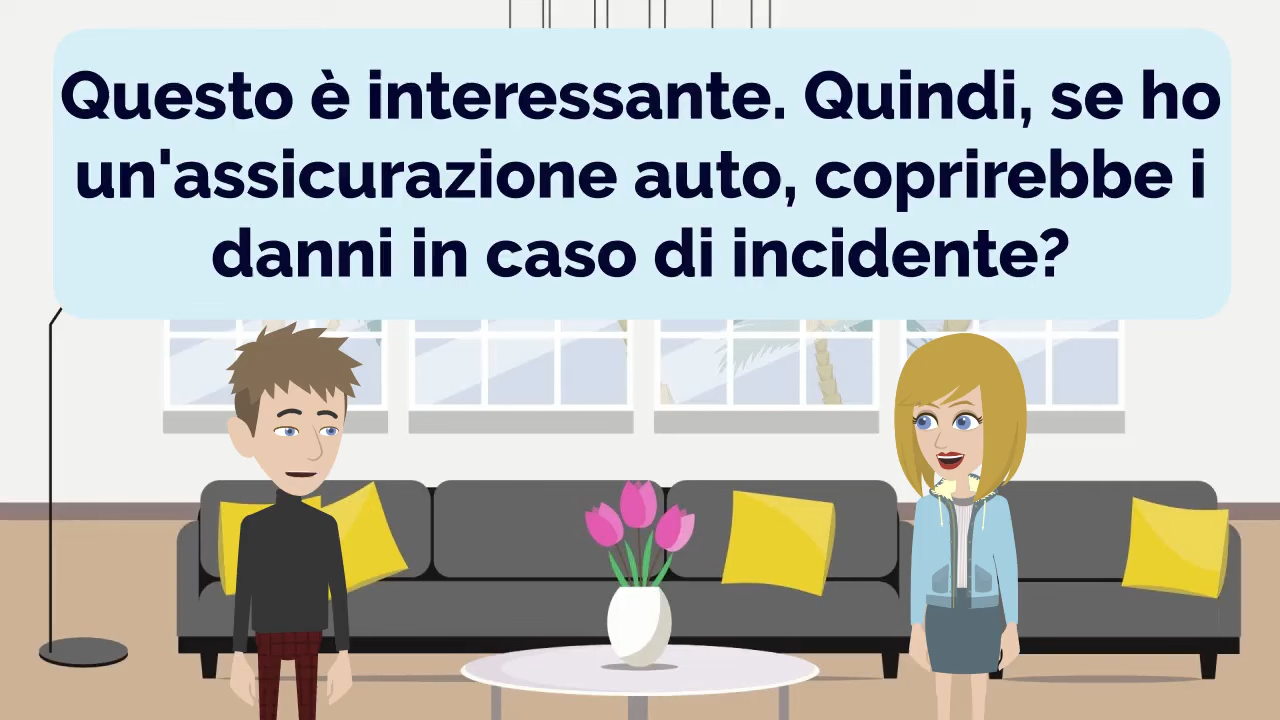 Questo è interessante. Quindi, se ho
un'assicurazione auto, coprirebbe i
danni in caso di incidente?